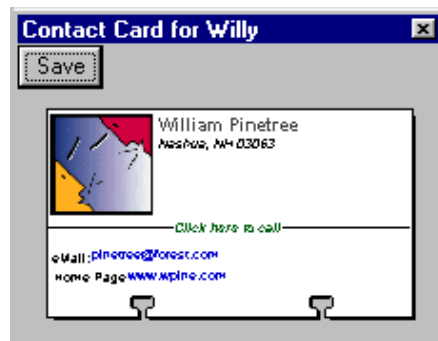 Contact Card for Willy
Save
William Pinetree
Nashua, NH 03063
Click here to call
eMail: pinetree@forest.com
Home Page www.wpine.com